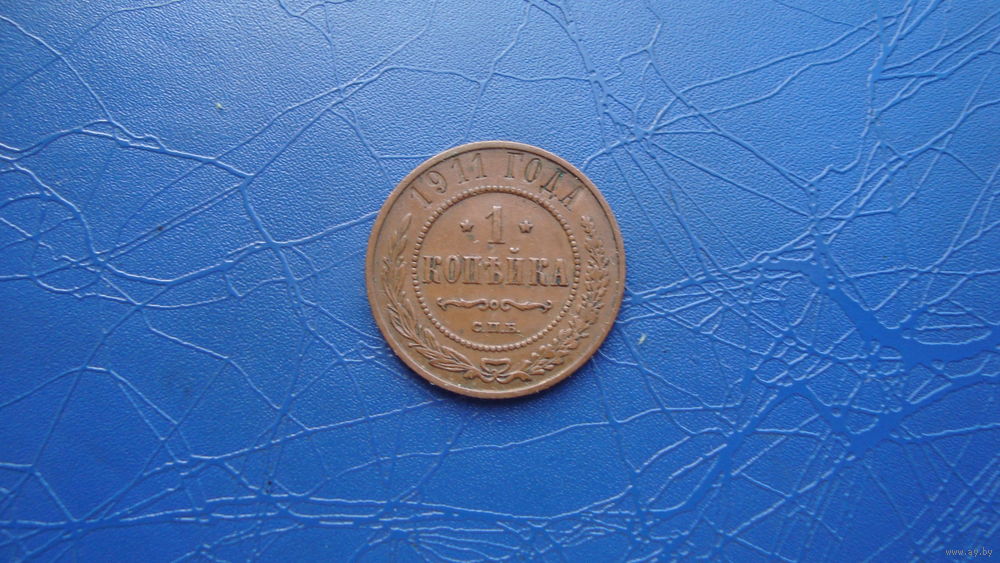 1911 ГОДА
* 1 *
КОПѢЙКА
С.П.Б.
www.ay.by